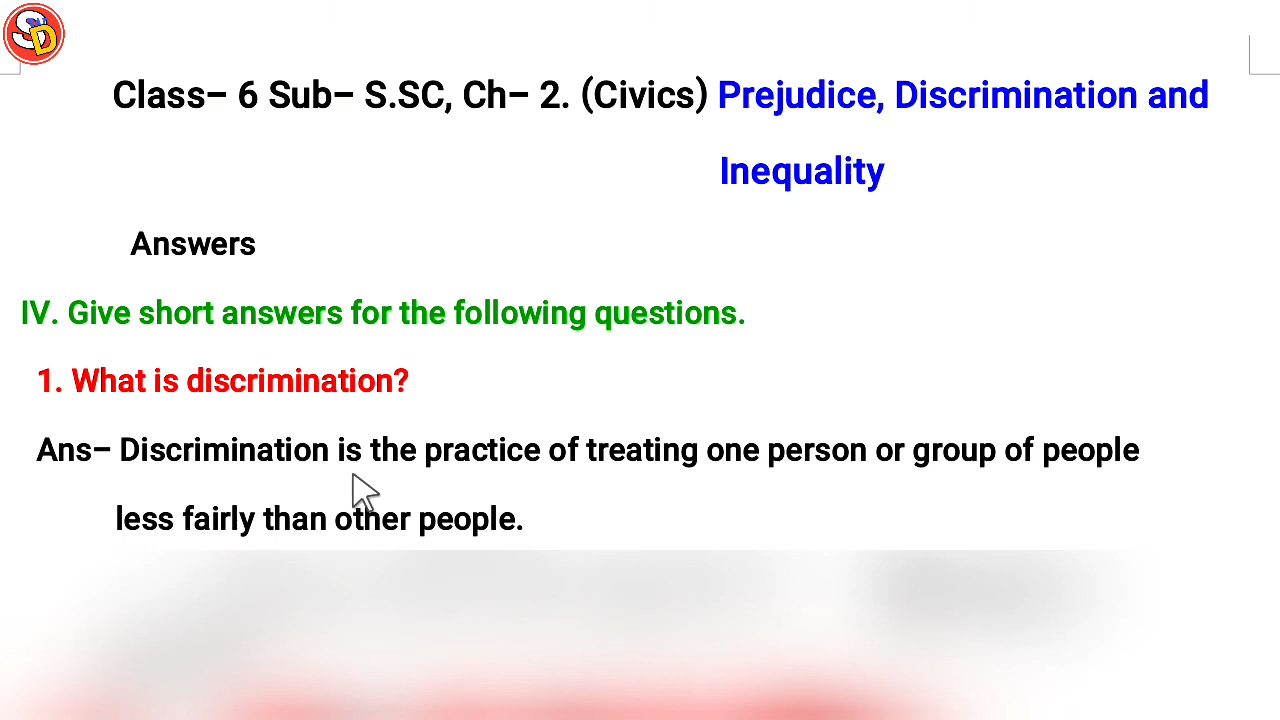 SD
Class– 6 Sub– S.SC, Ch– 2. (Civics) Prejudice, Discrimination and
Inequality
Answers
IV. Give short answers for the following questions.
1. What is discrimination?
Ans– Discrimination is the practice of treating one person or group of people
less fairly than other people.